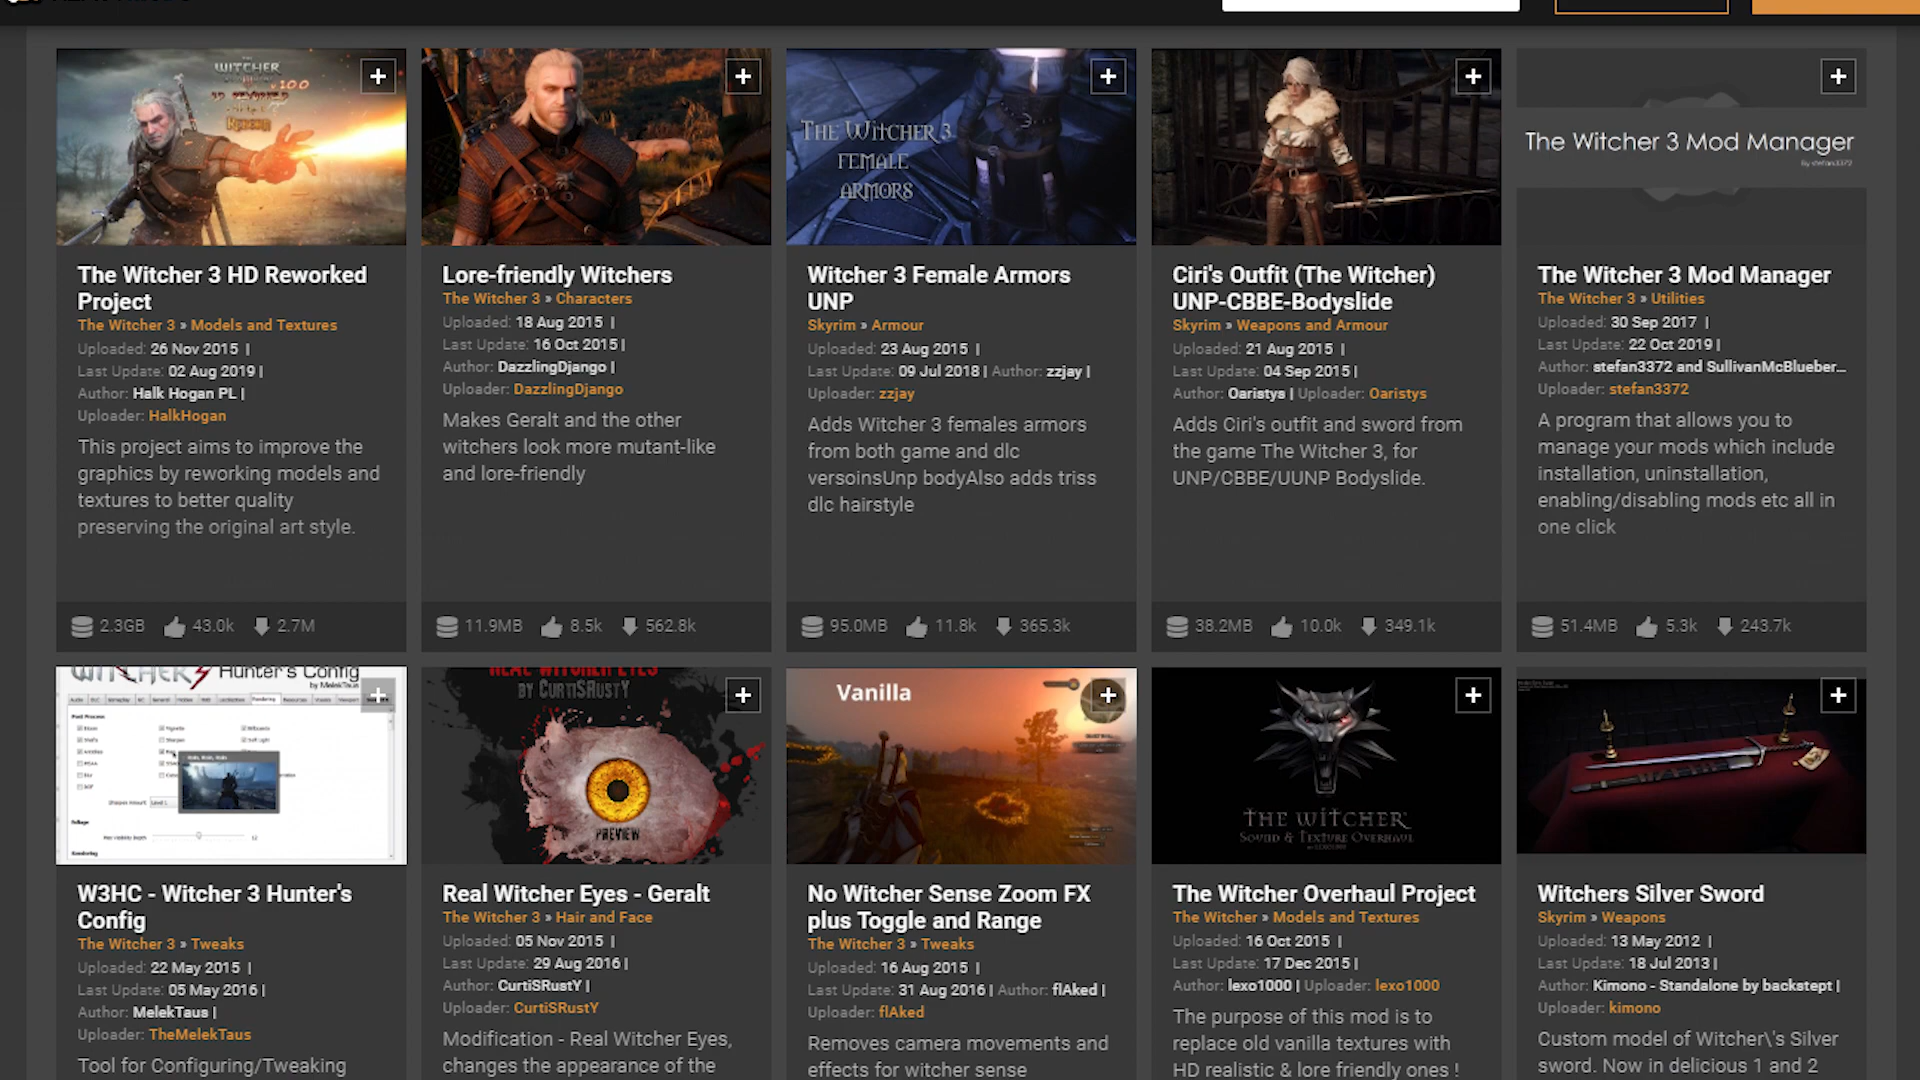 WITCHER
Reborn
The Witcher 3 HD Reworked
Project
The Witcher 3 » Models and Textures
Uploaded: 26 Nov 2015 |
Last Update: 02 Aug 2019 |
Author: Halk Hogan PL |
Uploader: HalkHogan
This project aims to improve the
graphics by reworking models and
textures to better quality
preserving the original art style.
2.3GB 43.0k 2.7M
Lore-friendly Witchers
The Witcher 3 » Characters
Uploaded: 18 Aug 2015 |
Last Update: 16 Oct 2015 |
Author: DazzlingDjango |
Uploader: DazzlingDjango
Makes Geralt and the other
witchers look more mutant-like
and lore-friendly
11.9MB 8.5k 562.8k
The Witcher 3
Female
Armors
Witcher 3 Female Armors
UNP
Skyrim » Armour
Uploaded: 23 Aug 2015 |
Last Update: 09 Jul 2018 | Author: zzjay |
Uploader: zzjay
Adds Witcher 3 females armors
from both game and dlc
versoinsUnp bodyAlso adds triss
dlc hairstyle
95.0MB 11.8k 365.3k
Ciri's Outfit (The Witcher)
UNP-CBBE-Bodyslide
Skyrim » Weapons and Armour
Uploaded: 21 Aug 2015 |
Last Update: 04 Sep 2015 |
Author: Oaristys | Uploader: Oaristys
Adds Ciri's outfit and sword from
the game The Witcher 3, for
UNP/CBBE/UUNP Bodyslide.
38.2MB 10.0k 349.1k
The Witcher 3 Mod Manager
By stefan3372
The Witcher 3 Mod Manager
The Witcher 3 » Utilities
Uploaded: 30 Sep 2017 |
Last Update: 22 Oct 2019 |
Author: stefan3372 and SullivanMcBlueber...
Uploader: stefan3372
A program that allows you to
manage your mods which include
installation, uninstallation,
enabling/disabling mods etc all in
one click
51.4MB 5.3k 243.7k
WITCHER Hunter's Config
by MelekTaus
Post Process
Foliage
Rendering
W3HC - Witcher 3 Hunter's
Config
The Witcher 3 » Tweaks
Uploaded: 22 May 2015 |
Last Update: 05 May 2016 |
Author: MelekTaus |
Uploader: TheMelekTaus
Tool for Configuring/Tweaking
REAL WITCHER EYES
BY CURTISRUSTY
PREVIEW
Real Witcher Eyes - Geralt
The Witcher 3 » Hair and Face
Uploaded: 05 Nov 2015 |
Last Update: 29 Aug 2016 |
Author: CurtiSRustY |
Uploader: CurtiSRustY
Modification - Real Witcher Eyes,
changes the appearance of the
Vanilla
No Witcher Sense Zoom FX
plus Toggle and Range
The Witcher 3 » Tweaks
Uploaded: 16 Aug 2015 |
Last Update: 31 Aug 2016 | Author: flAked |
Uploader: flAked
Removes camera movements and
effects for witcher sense
The Witcher
Sound & Texture Overhaul
The Witcher Overhaul Project
The Witcher » Models and Textures
Uploaded: 16 Oct 2015 |
Last Update: 17 Dec 2015 |
Author: lexo1000 | Uploader: lexo1000
The purpose of this mod is to
replace old vanilla textures with
HD realistic & lore friendly ones !
Witchers Silver Sword
Skyrim » Weapons
Uploaded: 13 May 2012 |
Last Update: 18 Jul 2013 |
Author: Kimono - Standalone by backstept |
Uploader: kimono
Custom model of Witcher\'s Silver
sword. Now in delicious 1 and 2